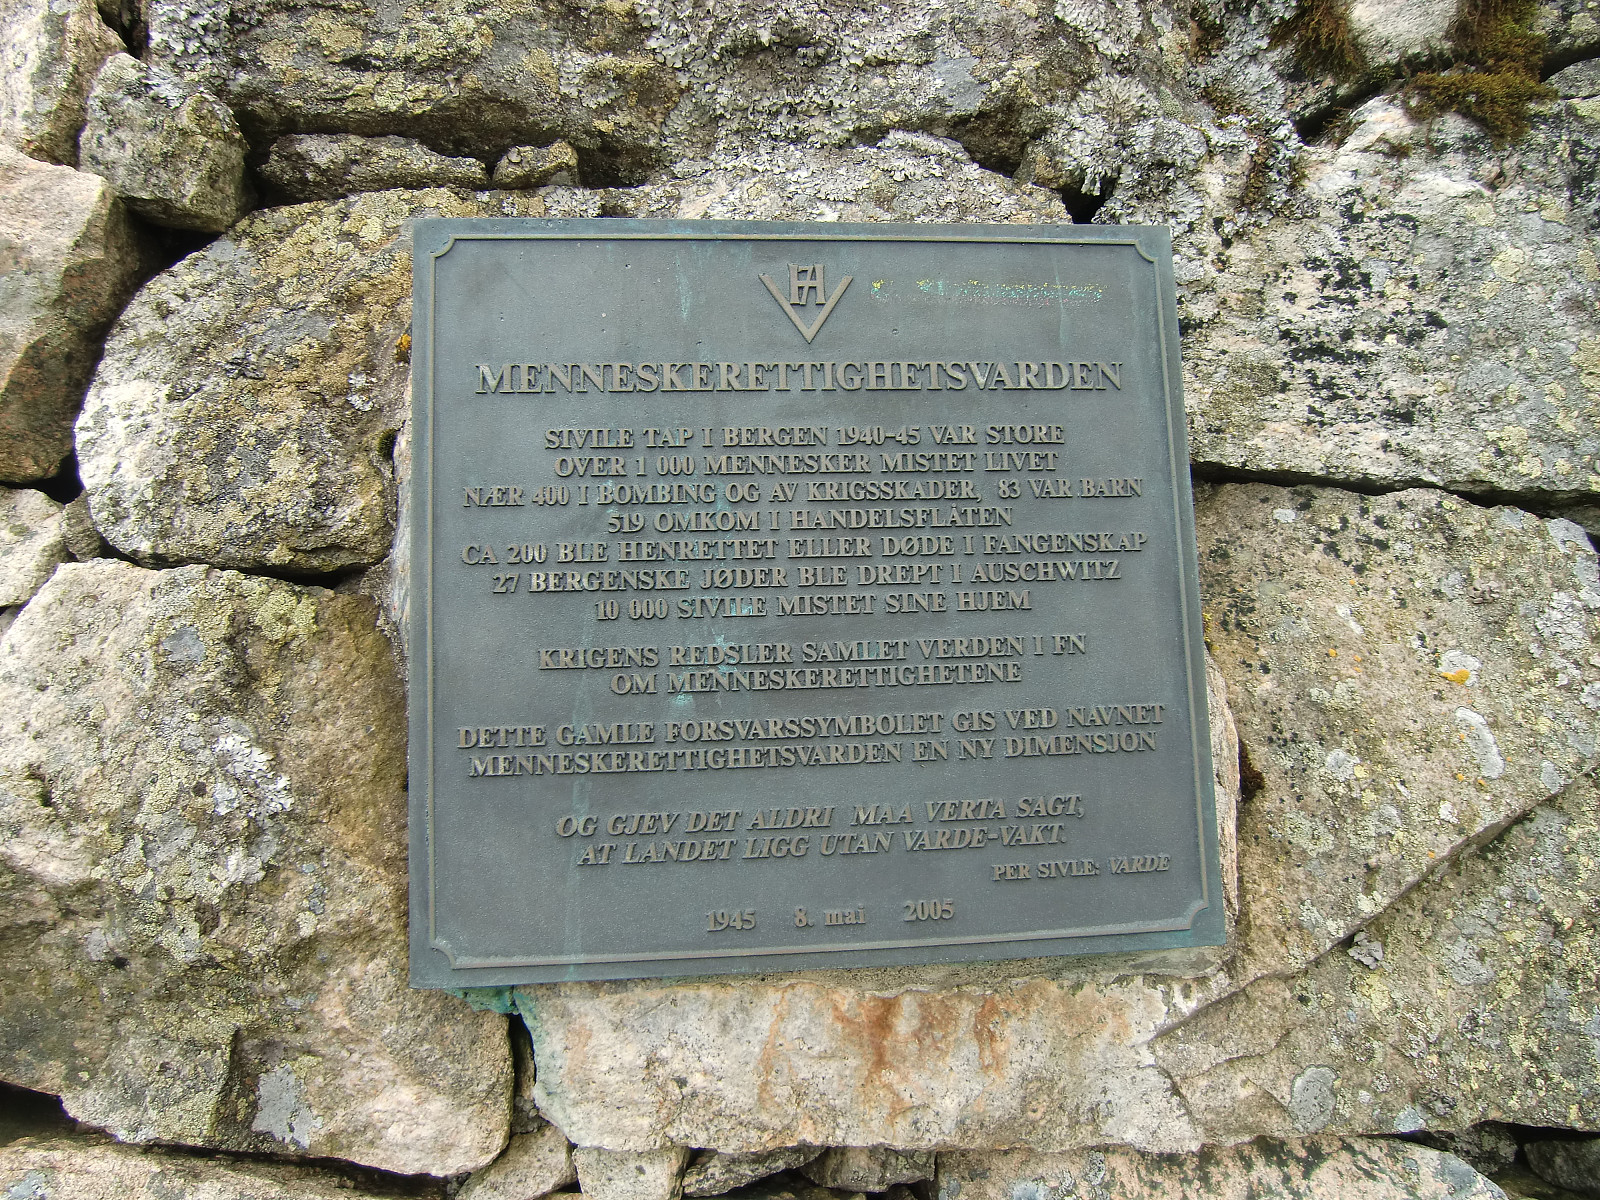 H7
MENNESKERETTIGHETSVARDEN
SIVILE TAP I BERGEN 1940-45 VAR STORE
OVER 1 000 MENNESKER MISTET LIVET
NÆR 400 I BOMBING OG AV KRIGSSKADER, 83 VAR BARN
519 OMKOM I HANDELSFLÅTEN
CA 200 BLE HENRETTET ELLER DØDE I FANGENSKAP
27 BERGENSKE JØDER BLE DREPT I AUSCHWITZ
10 000 SIVILE MISTET SINE HJEM
KRIGENS REDSLER SAMLET VERDEN I FN
OM MENNESKERETTIGHETENE
DETTE GAMLE FORSVARSSYMBOLET GIS VED NAVNET
MENNESKERETTIGHETSVARDEN EN NY DIMENSJON
OG GJEV DET ALDRI MAA VERTA SAGT,
AT LANDET LIGG UTAN VARDE-VAKT.
PER SIVLE: VARDE
1945 8. mai 2005